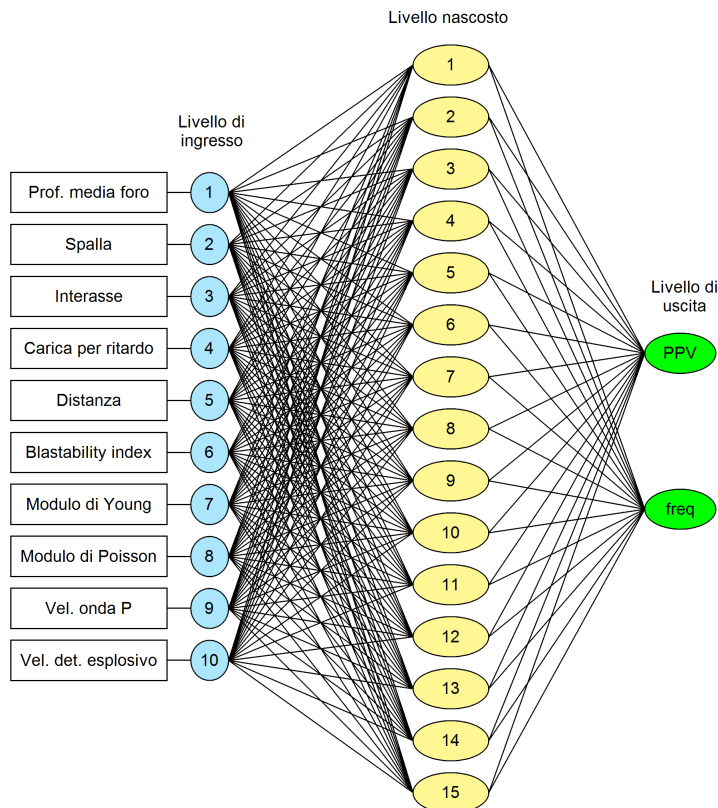 Livello nascosto
Livello di
ingresso
Prof. media foro
Spalla
Interasse
Carica per ritardo
Distanza
Blastability index
Modulo di Young
Modulo di Poisson
Vel. onda P
Vel. det. esplosivo
1
2
3
4
5
6
7
8
9
10
1
2
3
4
5
6
7
8
9
10
11
12
13
14
15
Livello di
uscita
PPV
freq